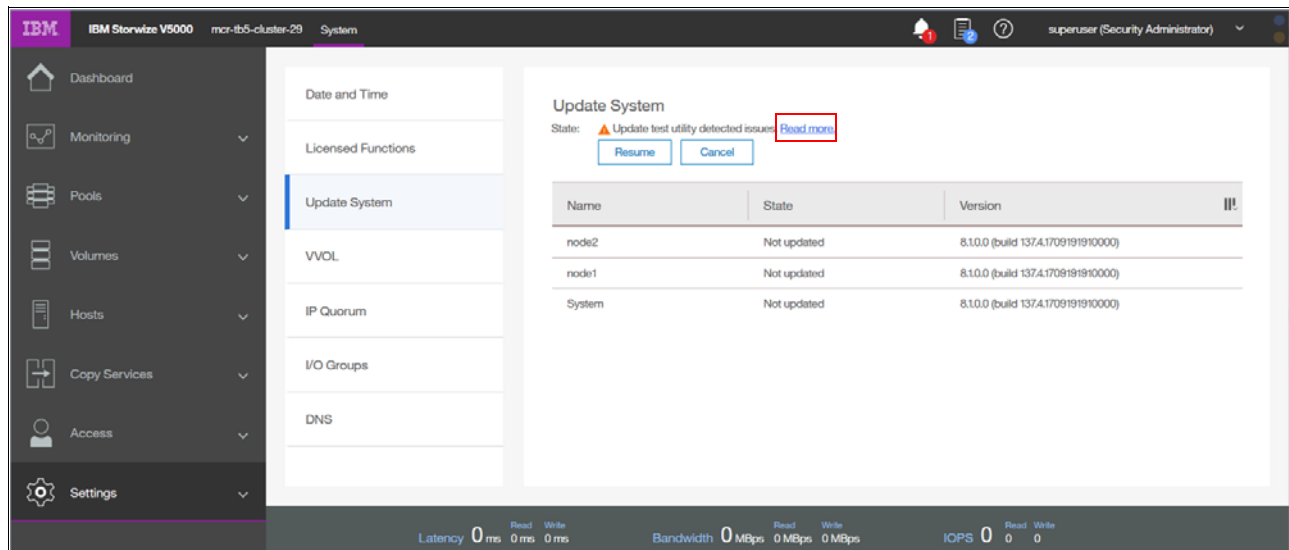 IBM IBM Storwize V5000 mcr-tb5-cluster-29 System 1 2 superuser (Security Administrator)
Dashboard
Monitoring
Pools
Volumes
Hosts
Copy Services
Access
Settings
Date and Time
Licensed Functions
Update System
VVOL
IP Quorum
I/O Groups
DNS
Update System
State: Update test utility detected issues Read more.
Resume Cancel
Name State Version
node2 Not updated 8.1.0.0 (build 137.4.1709191910000)
node1 Not updated 8.1.0.0 (build 137.4.1709191910000)
System Not updated 8.1.0.0 (build 137.4.1709191910000)
Read Write Read Write Read Write
Latency 0 ms 0 ms 0 ms Bandwidth 0 MBps 0 MBps 0 MBps IOPS 0 0 0